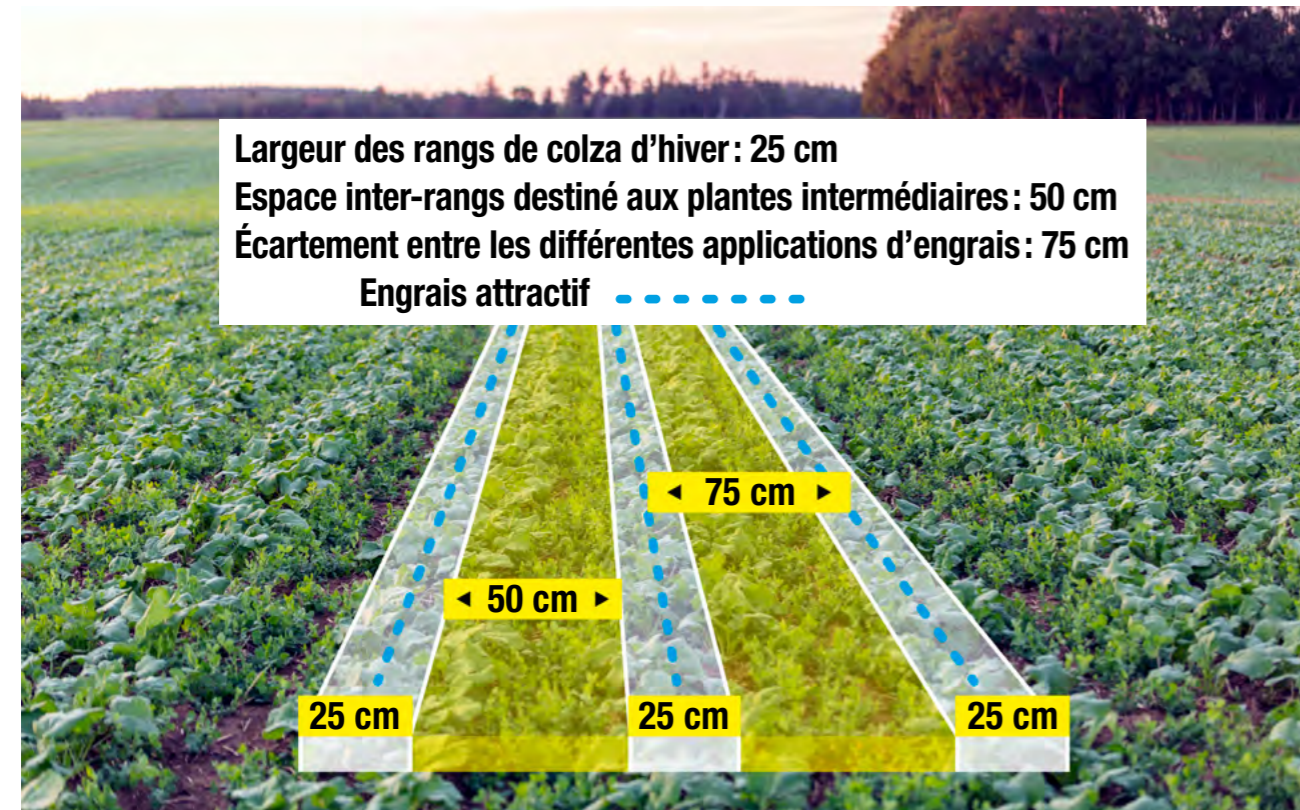 Largeur des rangs de colza d’hiver : 25 cm
Espace inter-rangs destiné aux plantes intermédiaires : 50 cm
Écartement entre les différentes applications d’engrais : 75 cm
Engrais attractif
75 cm
50 cm
25 cm 25 cm 25 cm